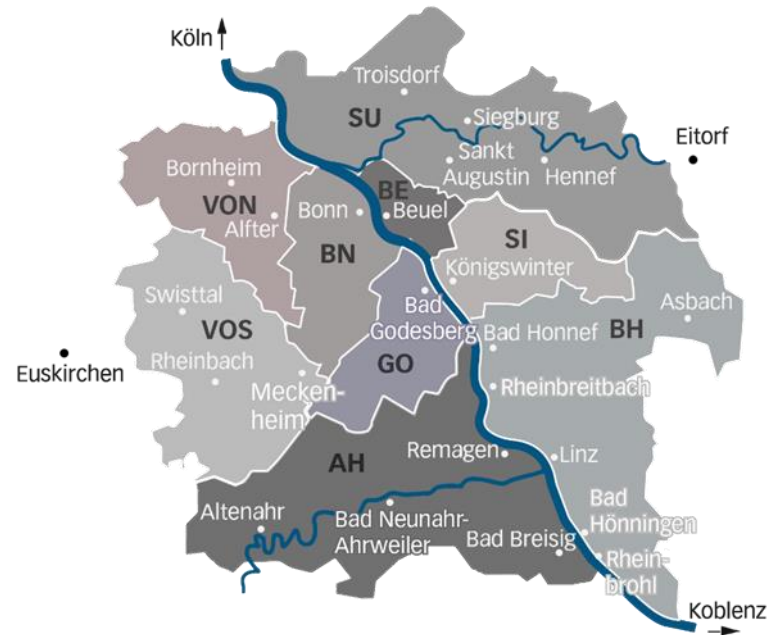 Köln
Troisdorf
SU
Siegburg
Eitorf
Sankt
Augustin
Hennef
Bornheim
VON
Alfter
BE
Bonn
Beuel
BN
SI
Königswinter
Swisttal
VOS
Bad
Godesberg
Asbach
Bad Honnef
BH
Euskirchen
Rheinbach
GO
Mecken-
heim
Rheinbreitbach
AH
Remagen
Linz
Altenahr
Bad Neunahr-
Ahrweiler
Bad Breisig
Bad
Hönningen
Rhein-
brohl
Koblenz